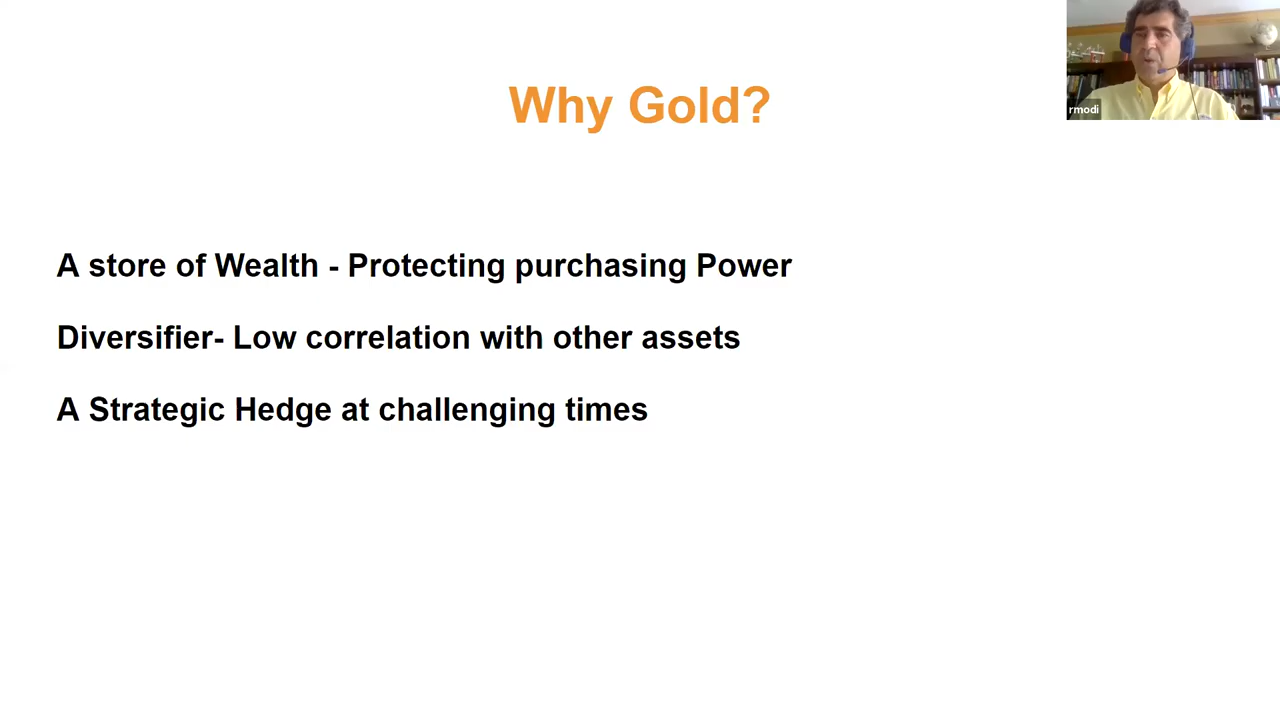 Why Gold?
rmodi
A store of Wealth - Protecting purchasing Power
Diversifier- Low correlation with other assets
A Strategic Hedge at challenging times